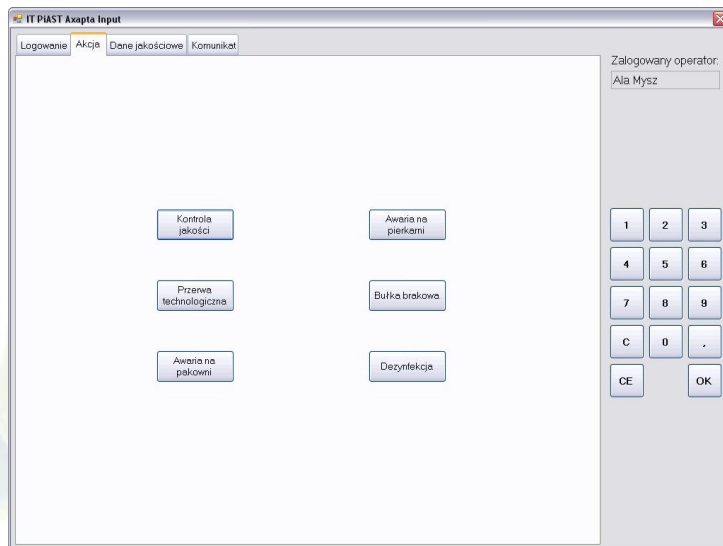 IT PiAST Axapta Input
Logowanie
Akcja
Dane jakościowe
Komunikat
Zalogowany operator:
Ala Mysz
Kontrola
jakości
Awaria na
pierkarni
Przerwa
technologiczna
Bułka brakowa
Awaria na
pakowni
Dezynfekcja
1 2 3
4 5 6
7 8 9
C 0 ,
CE OK